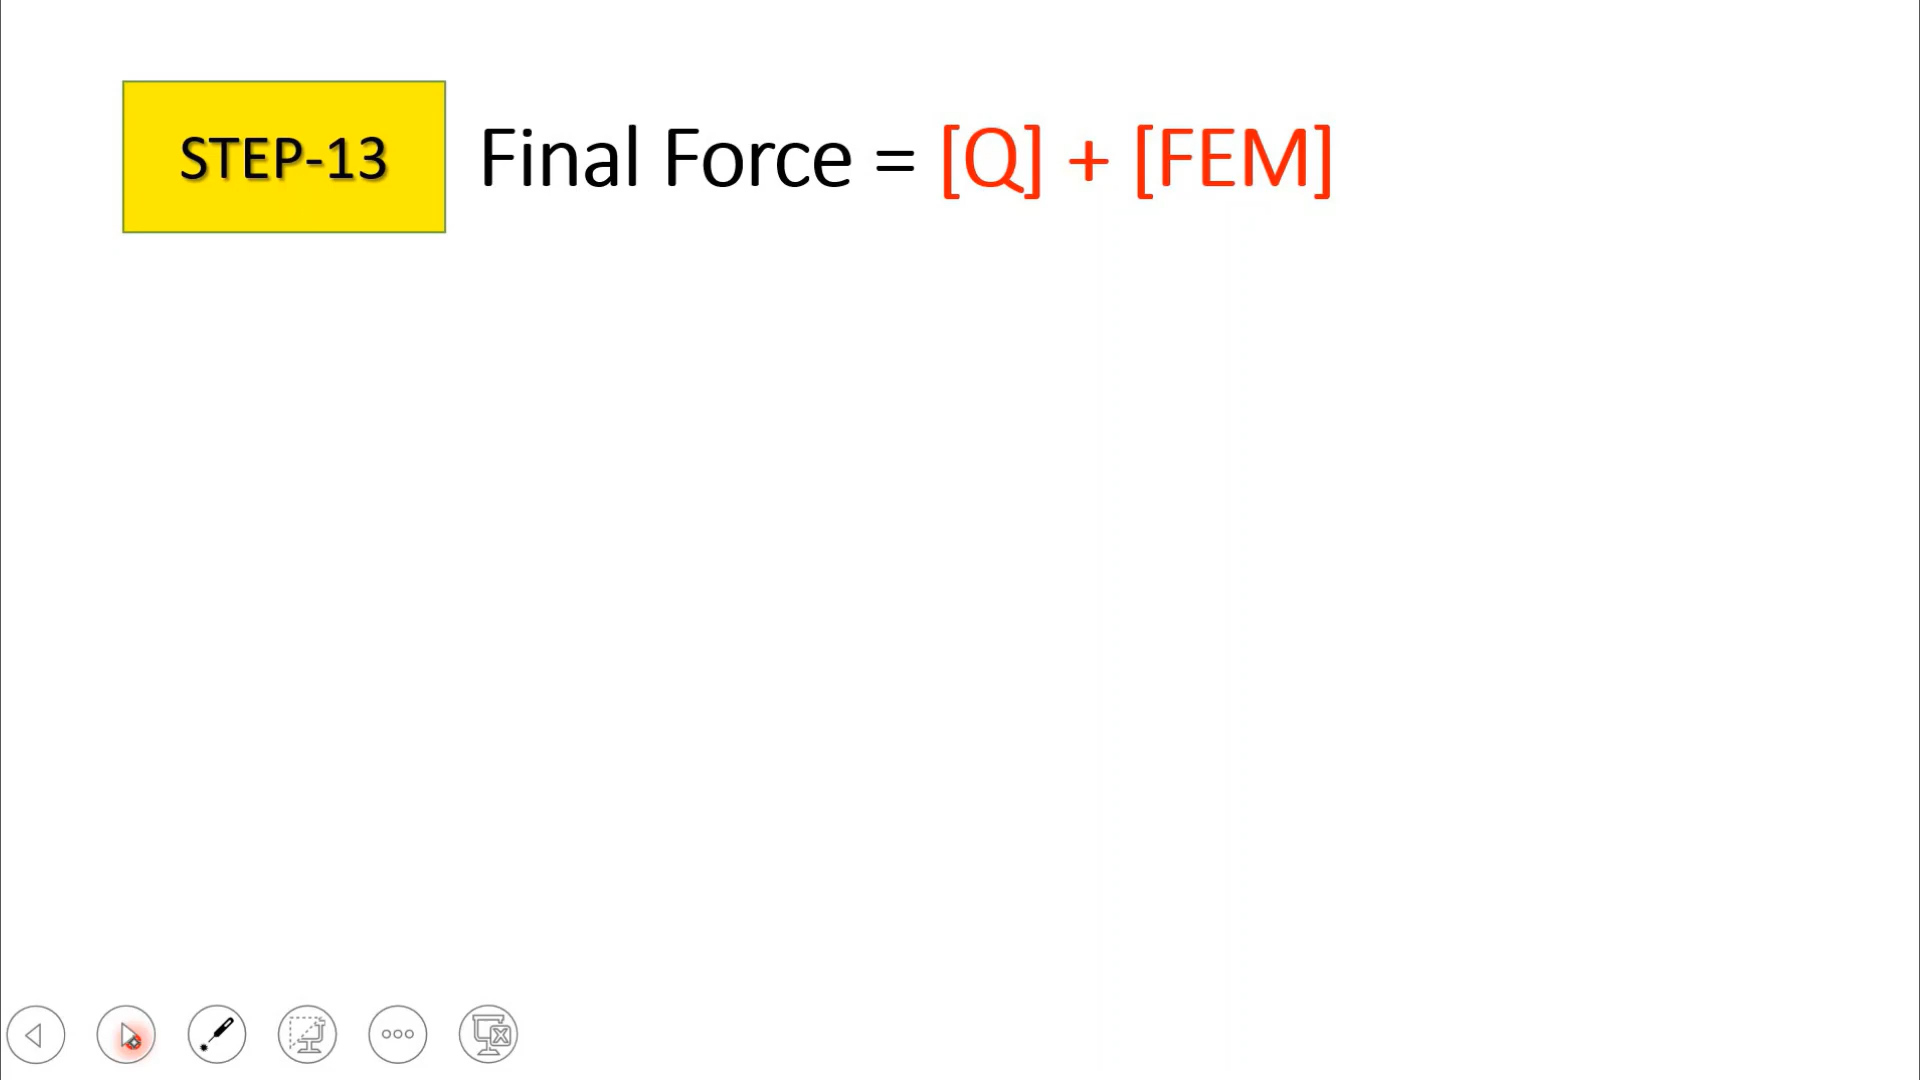 STEP-13 Final Force = [Q] + [FEM]